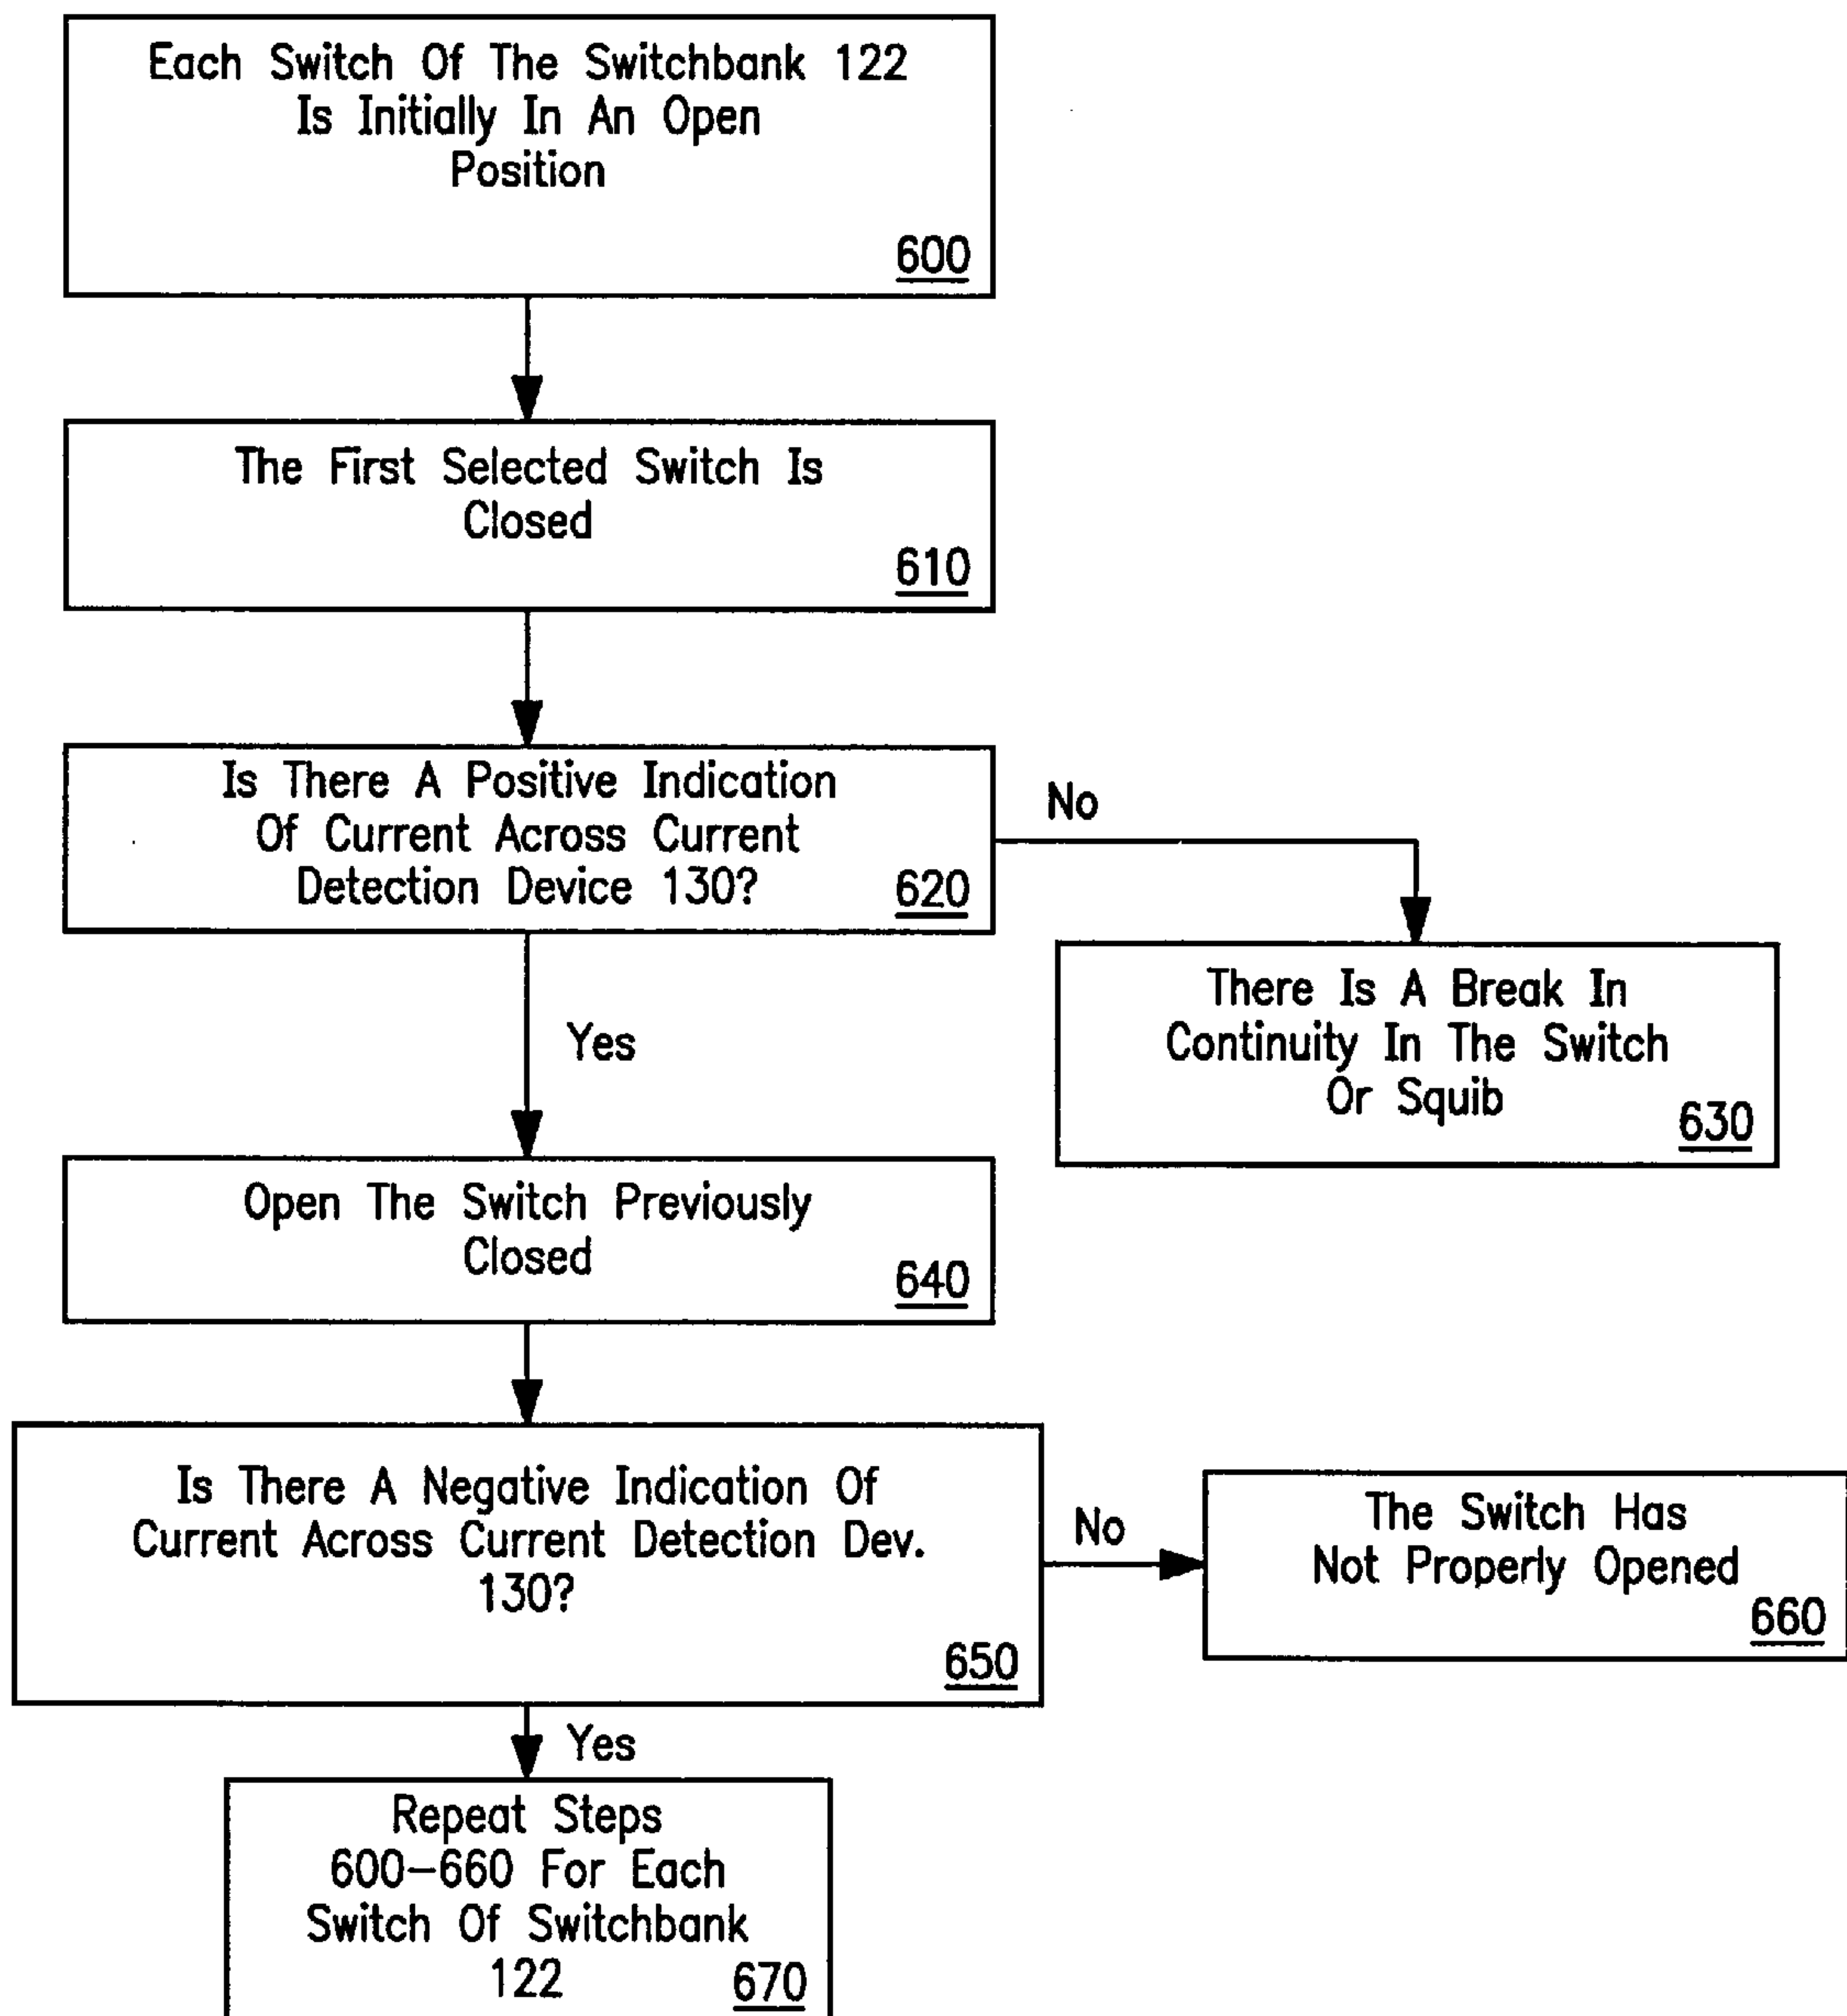 Each Switch Of The Switchbank 122
Is Initially In An Open
Position
600
The First Selected Switch Is
Closed
610
Is There A Positive Indication
Of Current Across Current
Detection Device 130?
620
No
There Is A Break In
Continuity In The Switch
Or Squib
630
Yes
Open The Switch Previously
Closed
640
Is There A Negative Indication Of
Current Across Current Detection Dev.
130?
650
No
The Switch Has
Not Properly Opened
660
Yes
Repeat Steps
600-660 For Each
Switch Of Switchbank
122
670